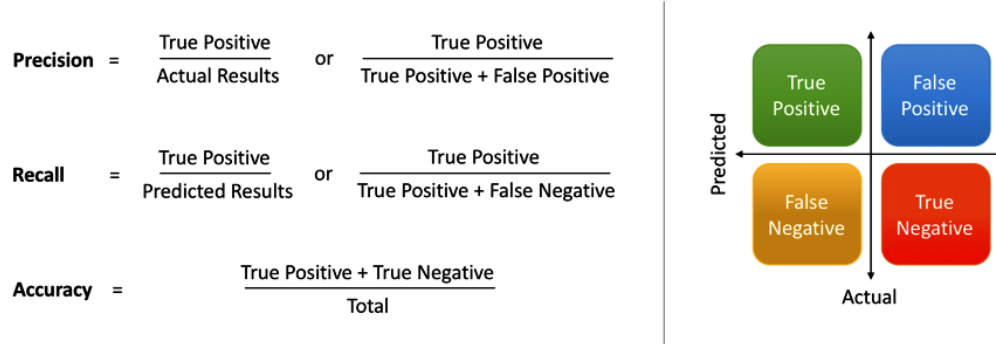 Precision = True Positive / Actual Results or True Positive / True Positive + False Positive
Recall = True Positive / Predicted Results or True Positive / True Positive + False Negative
Accuracy = True Positive + True Negative / Total
Predicted
True
Positive
False
Positive
False
Negative
True
Negative
Actual